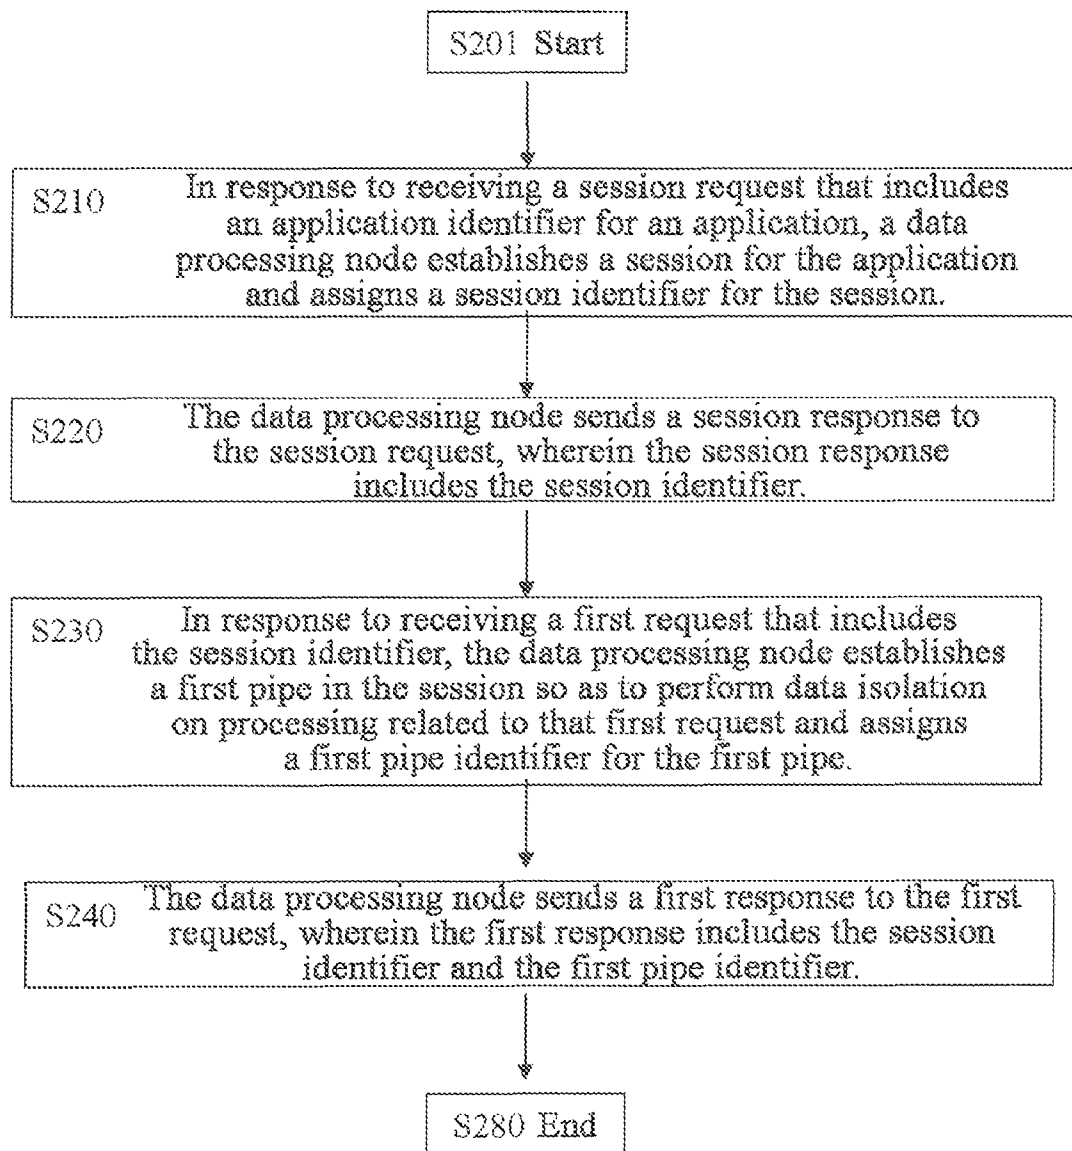 S201 Start
S210 In response to receiving a session request that includes
an application identifier for an application, a data
processing node establishes a session for the application
and assigns a session identifier for the session.
S220 The data processing node sends a session response to
the session request, wherein the session response
includes the session identifier.
S230 In response to receiving a first request that includes
the session identifier, the data processing node establishes
a first pipe in the session so as to perform data isolation
on processing related to that first request and assigns
a first pipe identifier for the first pipe.
S240 The data processing node sends a first response to the first
request, wherein the first response includes the session
identifier and the first pipe identifier.
S280 End